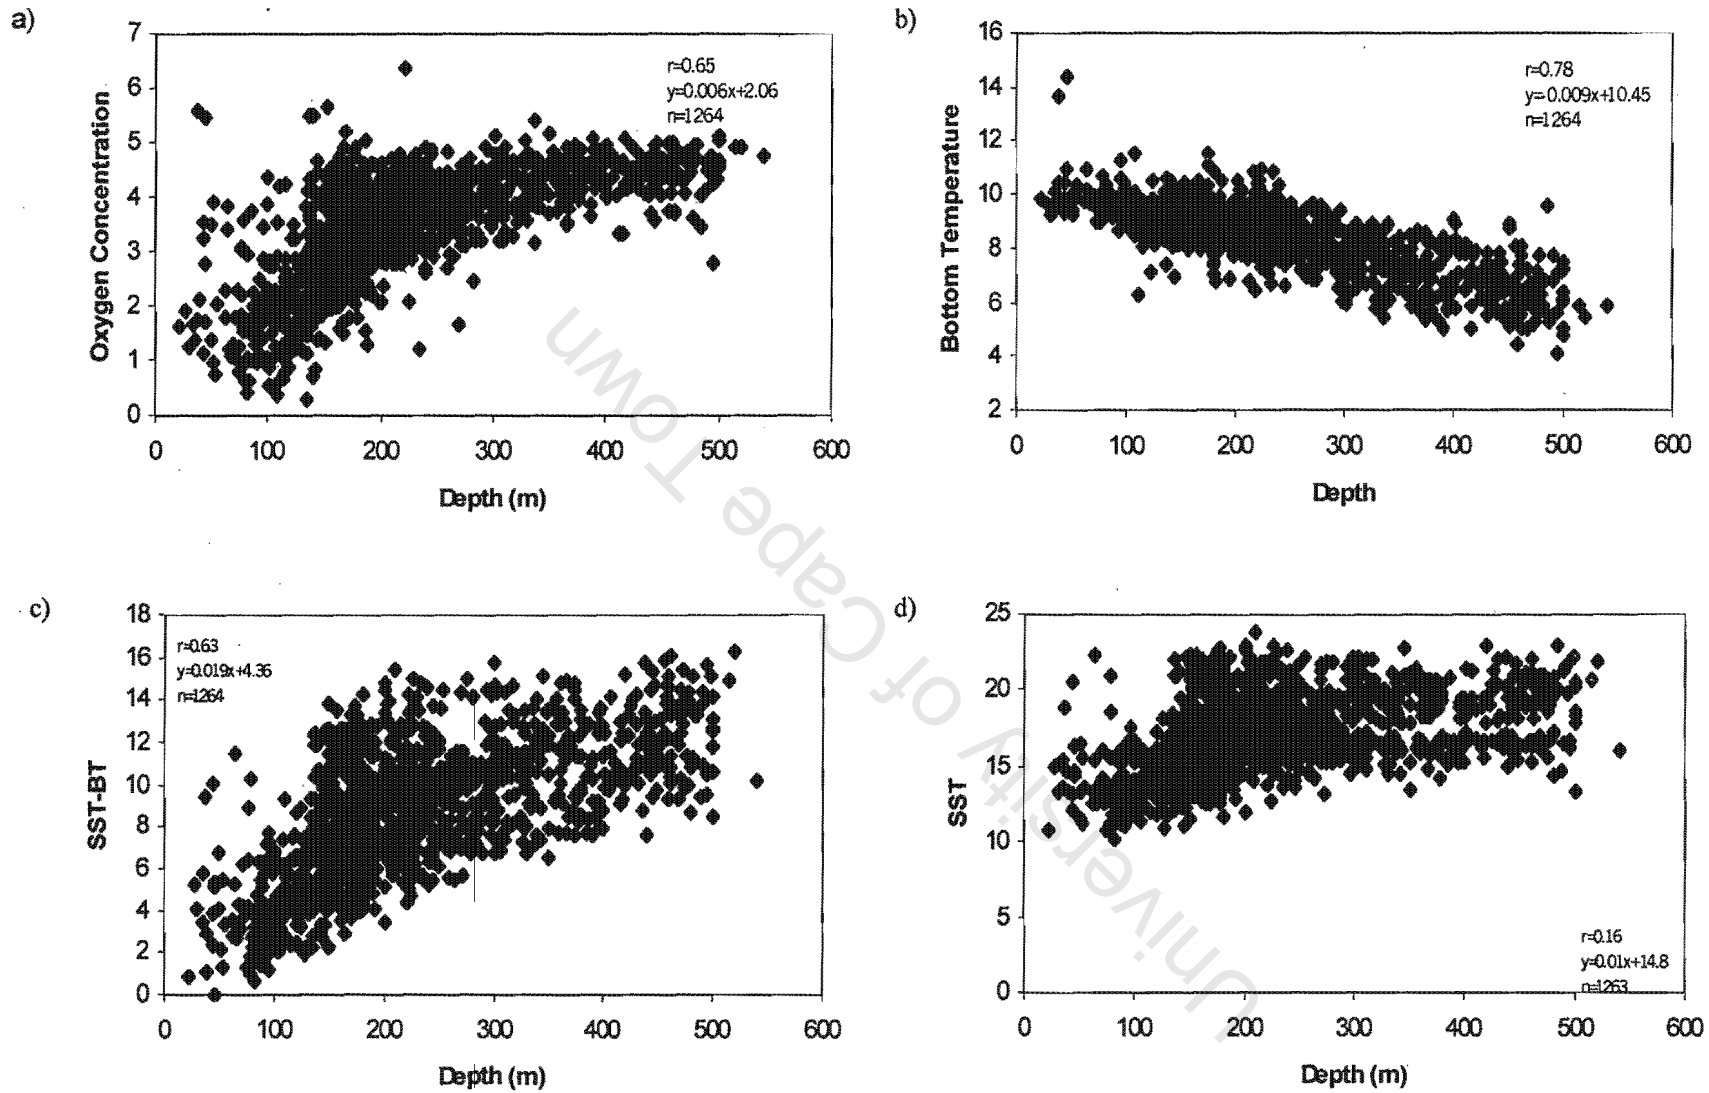 a)
7
6
5
4
3
2
1
0
Oxygen Concentration
r=0.65
y=0.006x+2.06
n=1264
0 100 200 300 400 500 600
Depth (m)
b)
16
14
12
10
8
6
4
2
Bottom Temperature
r=0.78
y=-0.009x+10.45
n=1264
0 100 200 300 400 500 600
Depth
c)
18
16
14
12
10
8
6
4
2
0
SST-BT
r=0.63
y=0.019x+4.36
n=1264
0 100 200 300 400 500 600
Depth (m)
d)
25
20
15
10
5
0
SST
r=0.16
y=0.01x+14.8
n=1263
0 100 200 300 400 500 600
Depth (m)
University of Cape Town